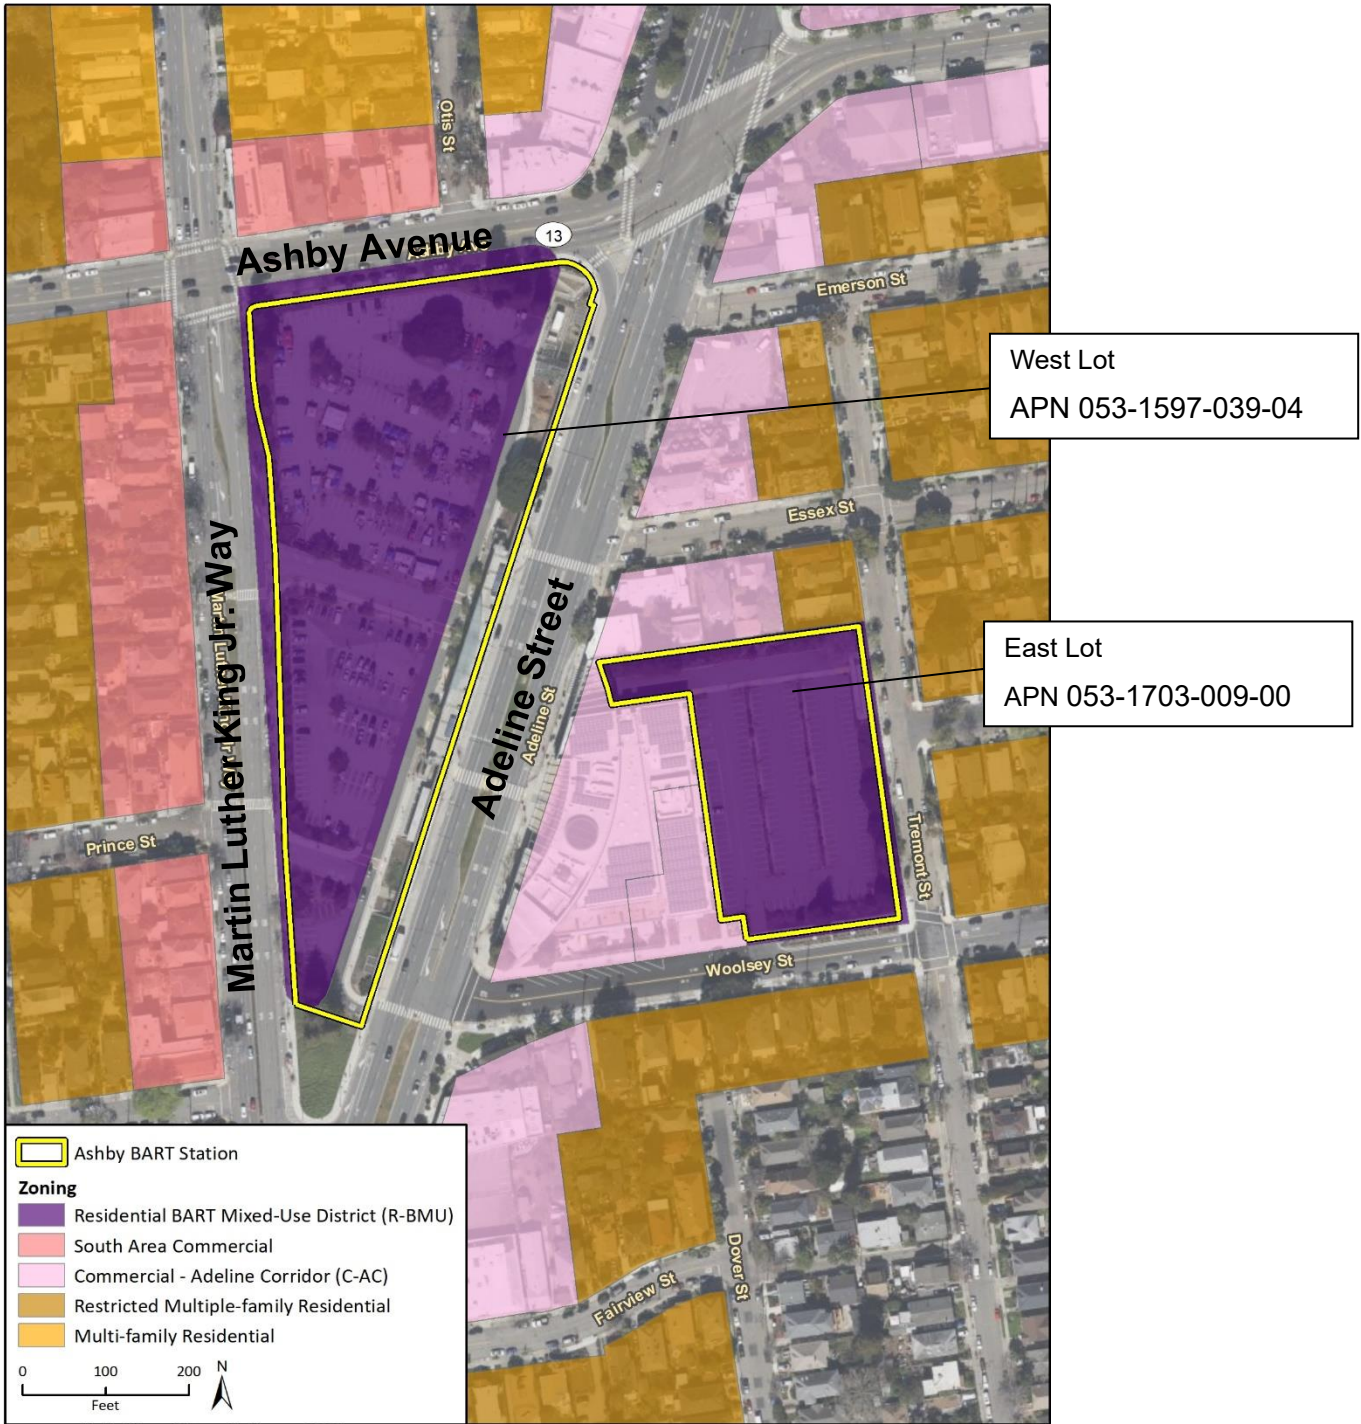 Otis St
Ashby Avenue
13
Emerson St
West Lot
APN 053-1597-039-04
Essex St
Martin Luther King Jr. Way
Adeline Street
Adeline St
East Lot
APN 053-1703-009-00
Prince St
Tremont St
Woolsey St
Dover St
Fairview St
Ashby BART Station
Zoning
Residential BART Mixed-Use District (R-BMU)
South Area Commercial
Commercial - Adeline Corridor (C-AC)
Restricted Multiple-family Residential
Multi-family Residential
0 100 200
Feet
N